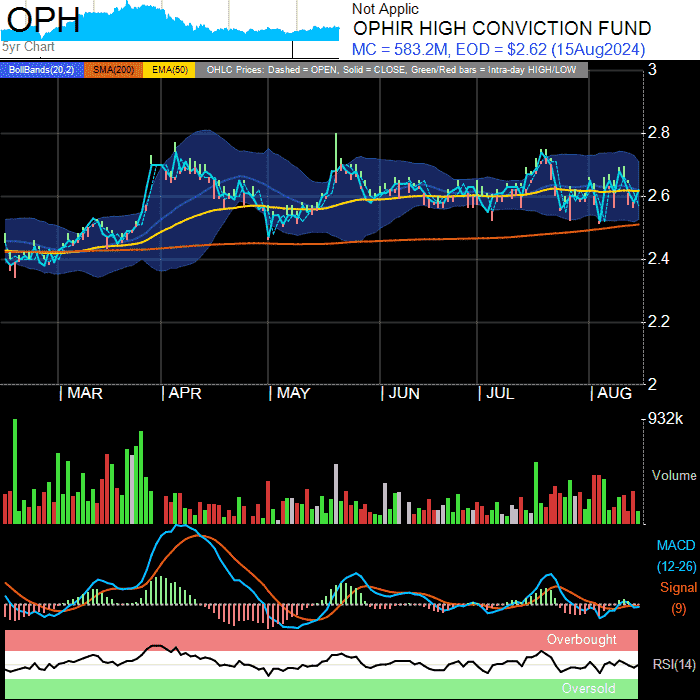 OPH
5yr Chart
Not Applic
OPHIR HIGH CONVICTION FUND
MC = 583.2M, EOD = $2.62 (15Aug2024)
BollBands(20,2) SMA(200) EMA(50) OHLC Prices: Dashed = OPEN, Solid = CLOSE, Green/Red bars = Intra-day HIGH/LOW
3
2.8
2.6
2.4
2.2
2
MAR APR MAY JUN JUL AUG
932k
Volume
MACD
(12-26)
Signal
(9)
Overbought
RSI(14)
Oversold